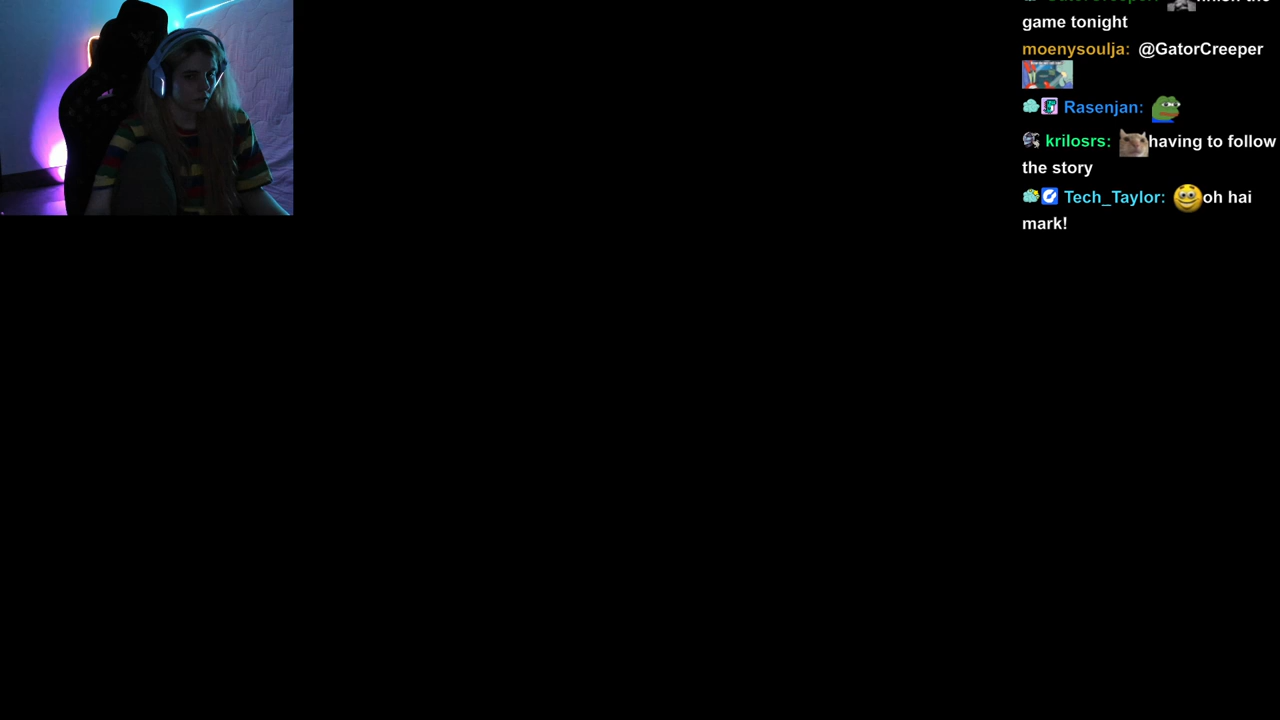 game tonight
moenysoulja: @GatorCreeper
Rasenjan:
krilosrs: having to follow
the story
Tech_Taylor: oh hai
mark!